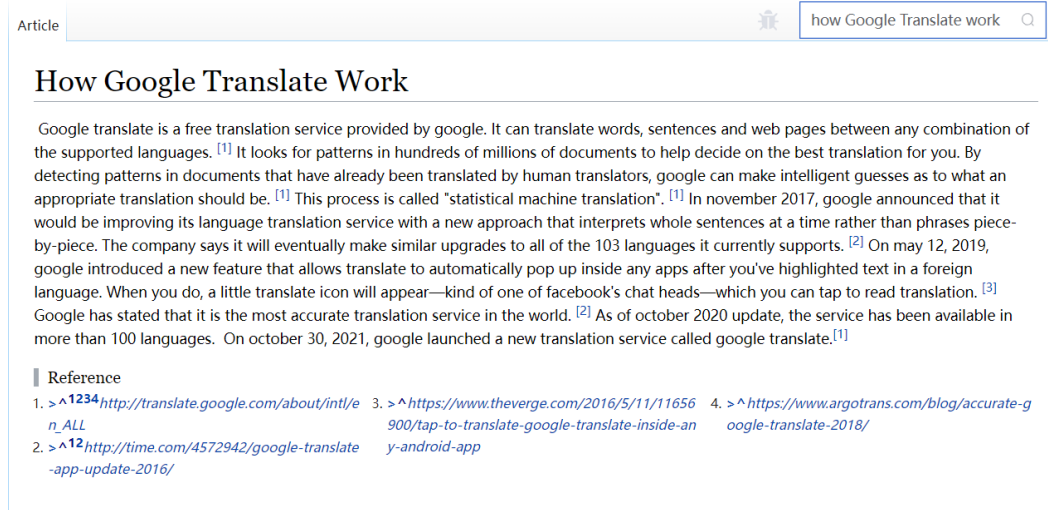 Article
how Google Translate work
How Google Translate Work
Google translate is a free translation service provided by google. It can translate words, sentences and web pages between any combination of
the supported languages. [1] It looks for patterns in hundreds of millions of documents to help decide on the best translation for you. By
detecting patterns in documents that have already been translated by human translators, google can make intelligent guesses as to what an
appropriate translation should be. [1] This process is called "statistical machine translation". [1] In november 2017, google announced that it
would be improving its language translation service with a new approach that interprets whole sentences at a time rather than phrases piece-
by-piece. The company says it will eventually make similar upgrades to all of the 103 languages it currently supports. [2] On may 12, 2019,
google introduced a new feature that allows translate to automatically pop up inside any apps after you've highlighted text in a foreign
language. When you do, a little translate icon will appear—kind of one of facebook's chat heads—which you can tap to read translation. [3]
Google has stated that it is the most accurate translation service in the world. [2] As of october 2020 update, the service has been available in
more than 100 languages. On october 30, 2021, google launched a new translation service called google translate.[1]
Reference
1. >^1234http://translate.google.com/about/intl/e
n_ALL
2. >^12http://time.com/4572942/google-translate
-app-update-2016/
3. >^https://www.theverge.com/2016/5/11/11656
900/tap-to-translate-google-translate-inside-an
y-android-app
4. >^https://www.argotrans.com/blog/accurate-g
oogle-translate-2018/